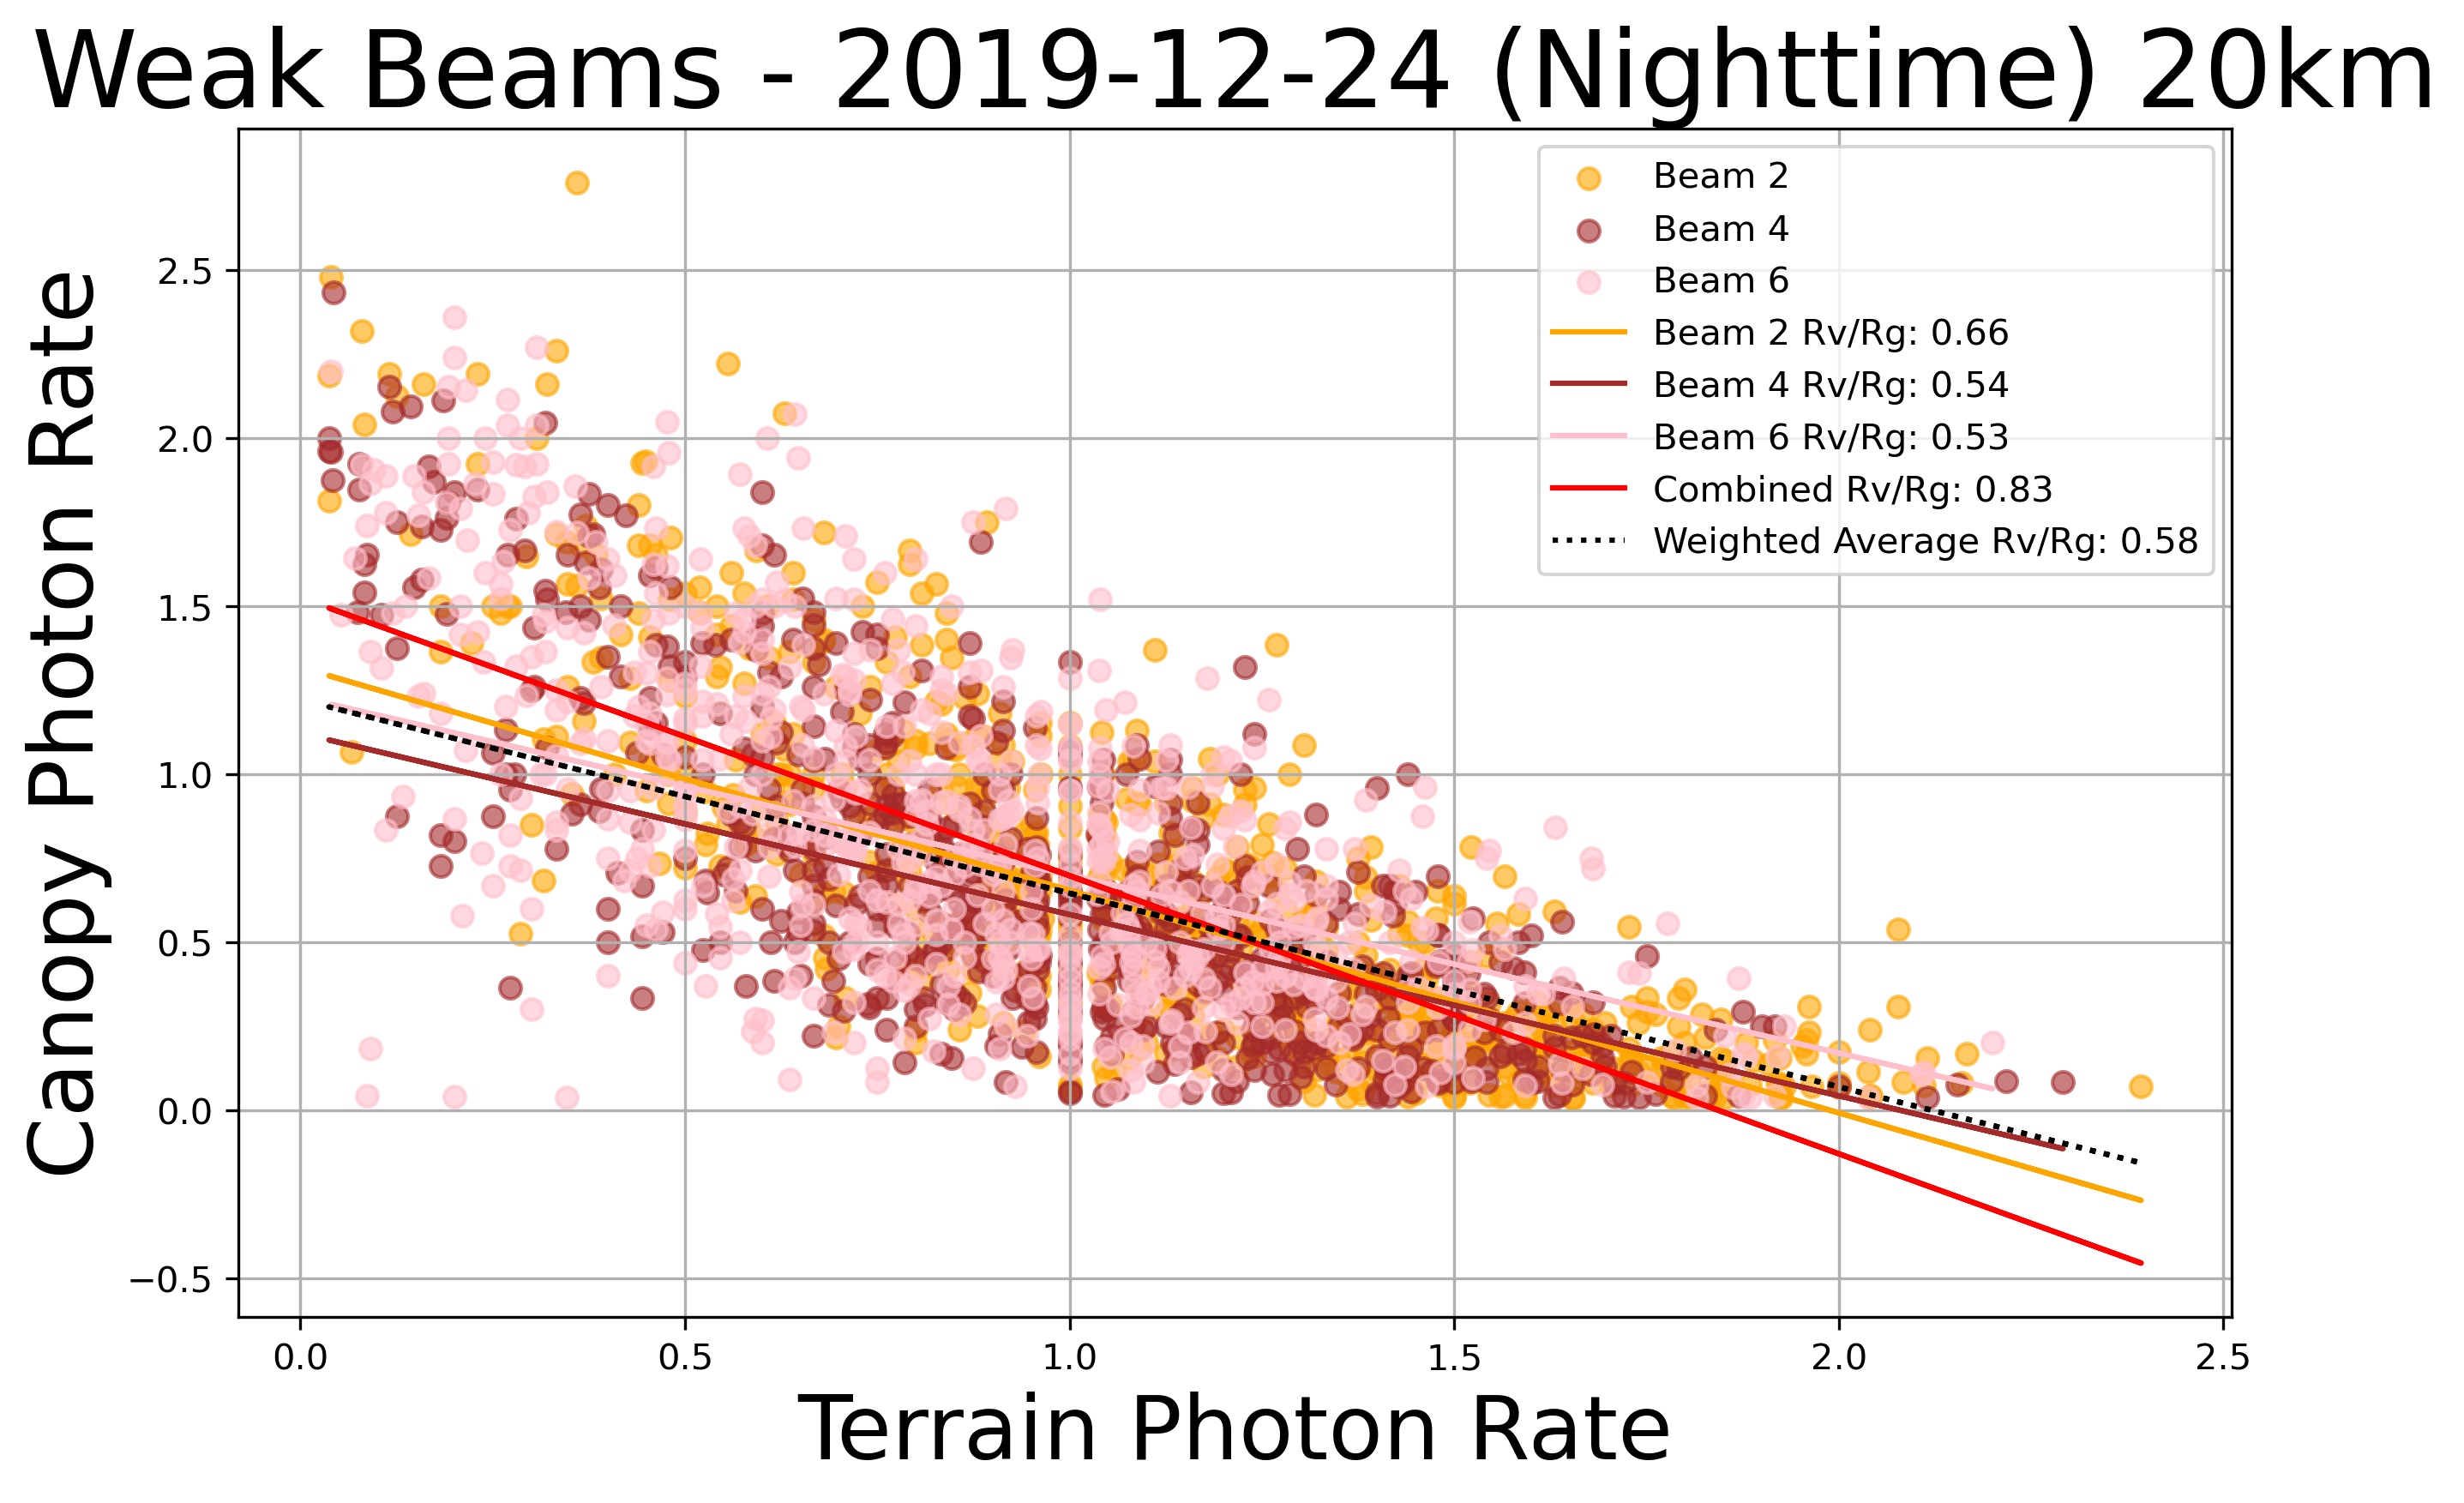 Weak Beams - 2019-12-24 (Nighttime) 20km
Canopy Photon Rate
2.5
2.0
1.5
1.0
0.5
0.0
−0.5
Beam 2
Beam 4
Beam 6
Beam 2 Rv/Rg: 0.66
Beam 4 Rv/Rg: 0.54
Beam 6 Rv/Rg: 0.53
Combined Rv/Rg: 0.83
Weighted Average Rv/Rg: 0.58
0.0 0.5 1.0 1.5 2.0 2.5
Terrain Photon Rate